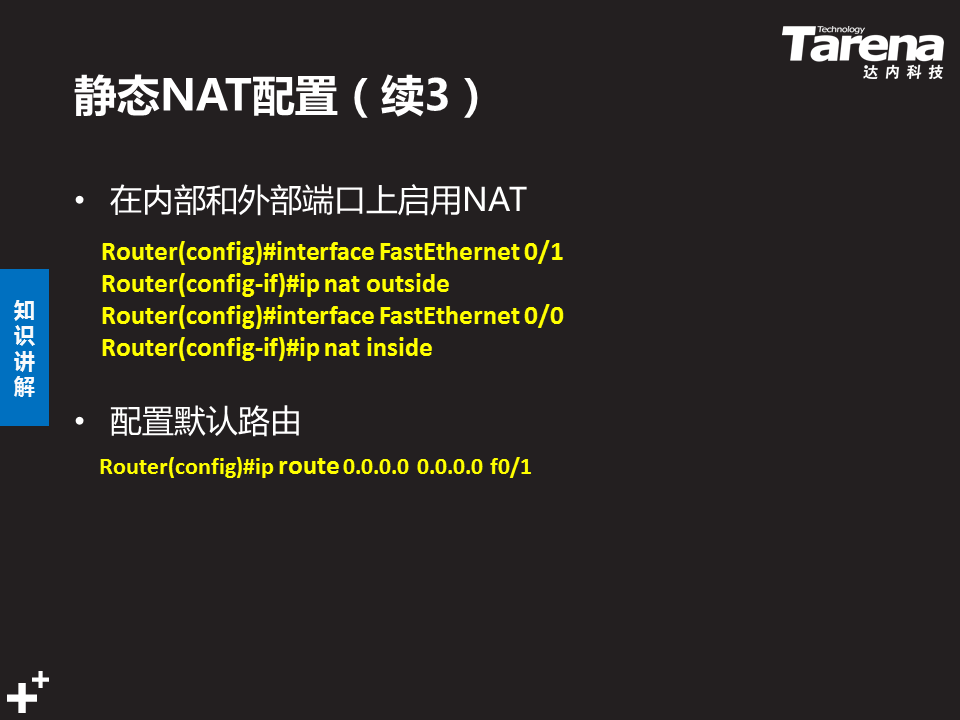 Technology
Tarena
达内科技
静态NAT配置（续3）
• 在内部和外部端口上启用NAT
Router(config)#interface FastEthernet 0/1
Router(config-if)#ip nat outside
Router(config)#interface FastEthernet 0/0
Router(config-if)#ip nat inside
知识讲解
• 配置默认路由
Router(config)#ip route 0.0.0.0 0.0.0.0 f0/1